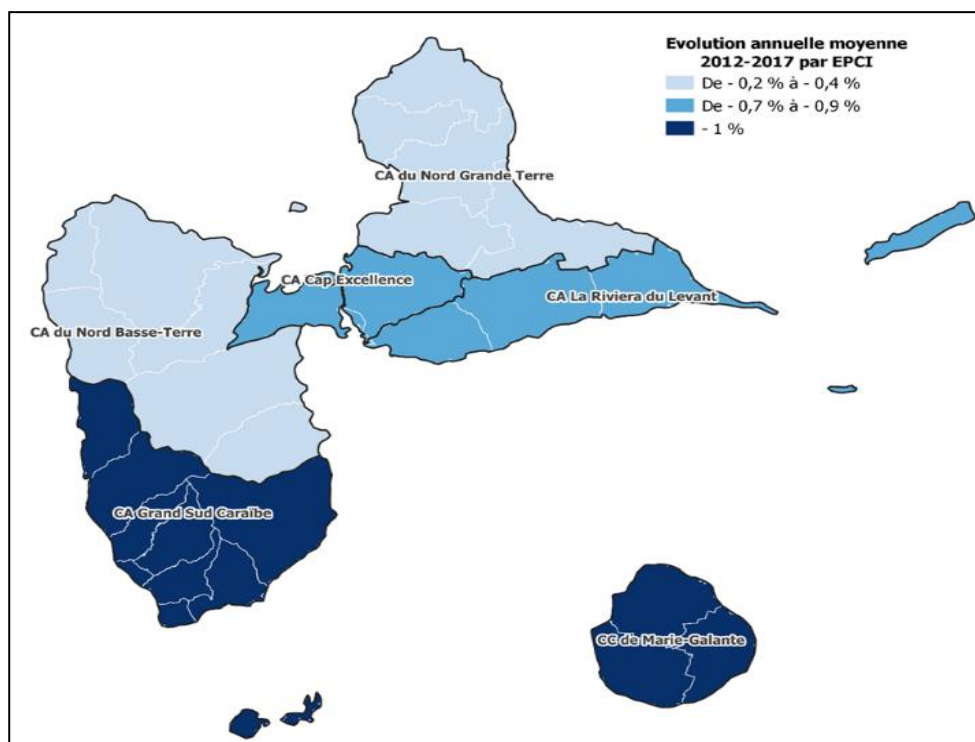 Evolution annuelle moyenne
2012-2017 par EPCI
De - 0,2 % à - 0,4 %
De - 0,7 % à - 0,9 %
- 1 %
CA du Nord Grande Terre
CA Cap Excellence
CA La Riviera du Levant
CA du Nord Basse-Terre
CA Grand Sud Caraïbe
CC de Marie-Galante